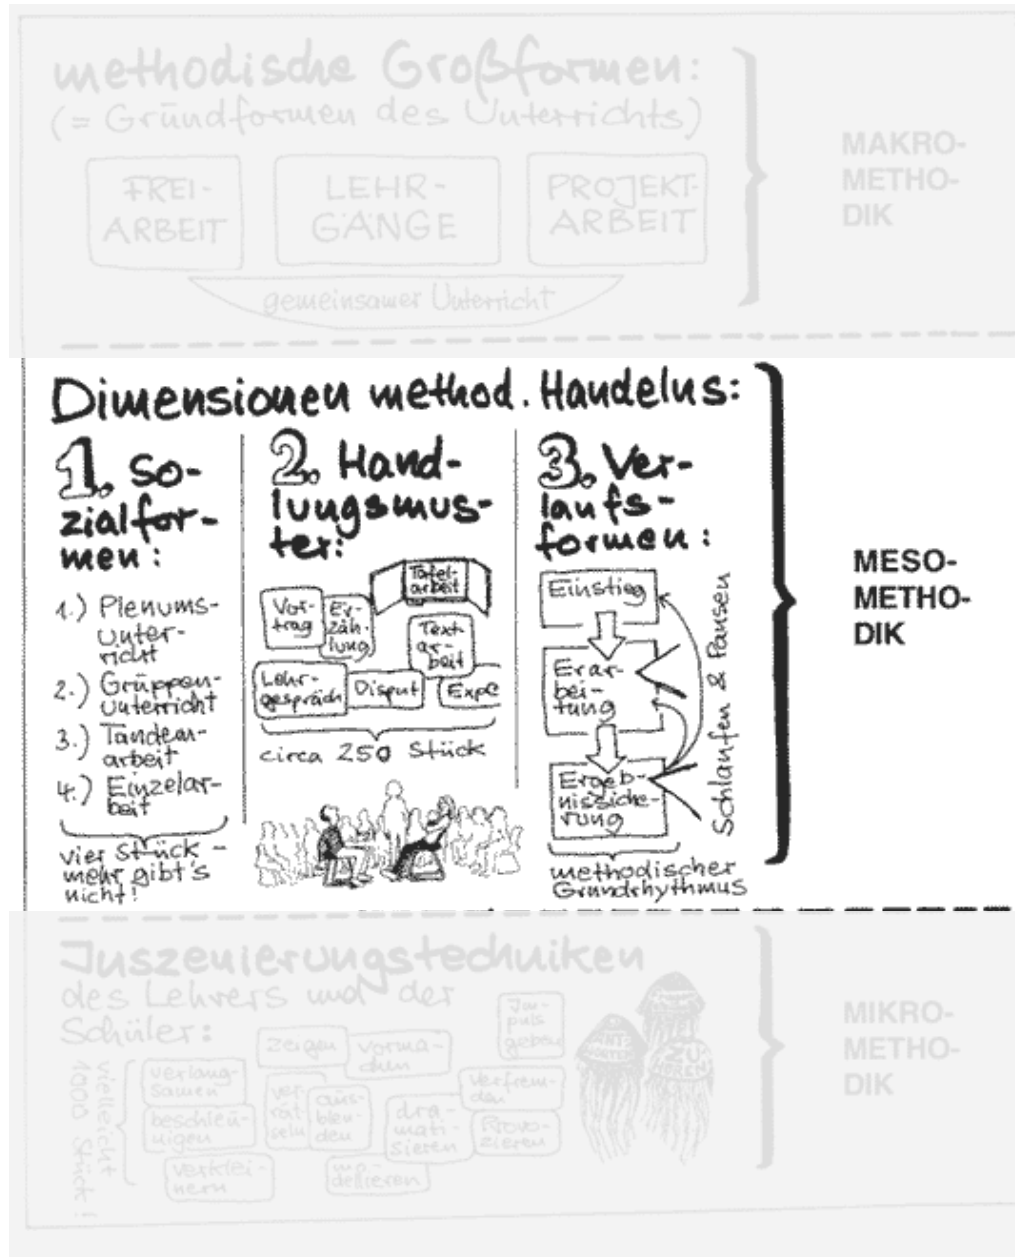 methodische Großformen:
(= Grundformen des Unterrichts)
FREI-
ARBEIT
LEHR-
GÄNGE
PROJEKT-
ARBEIT
gemeinsamer Unterricht
MAKRO-
METHO-
DIK
Dimensionen method. Handelns:
1. So-
zialfor-
men:
1.) Plenums-
unter-
richt
2.) Gruppen-
unterricht
3.) Tandem-
arbeit
4.) Einzelar-
beit
vier Stück -
mehr gibt's
nicht!
2. Hand-
lungsmus-
ter:
Tafel-
arbeit
Vor-
trag
Er-
zäh-
lung
Text-
ar-
beit
Lehr-
gespräch
Disput
Expe
circa 250 Stück
3. Ver-
laufs-
formen:
Einstieg
Erar-
bei-
tung
Ergeb-
nissiche-
rung
Schlaufen & Pausen
methodischer
Grundrhythmus
MESO-
METHO-
DIK
Inszenierungstechniken
des Lehrers und der
Schüler:
vielleicht
1000 Stück!
zeigen
vorma-
chen
Im-
puls
geben
verlang-
samen
beschleu-
nigen
ver-
rät-
seln
aus-
blen-
den
dra-
mati-
sieren
verfrem-
den
Provo-
zieren
verklei-
nern
mo-
dellieren
ANT-
WORTEN
ZU-
HÖREN
MIKRO-
METHO-
DIK